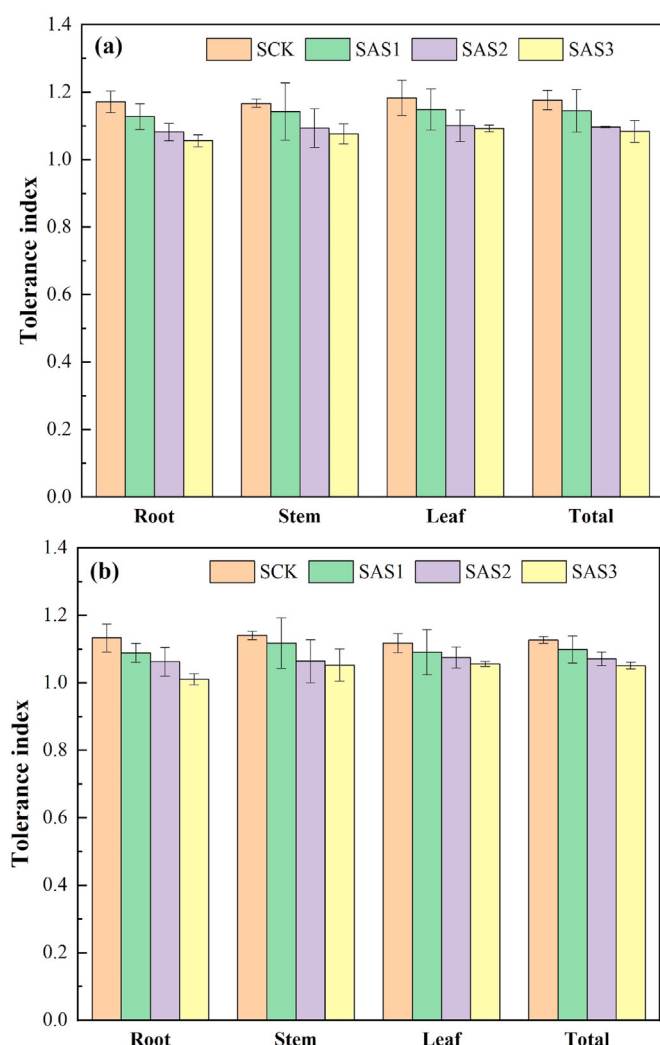 1.4
(a)
SCK SAS1 SAS2 SAS3
1.2
1.0
0.8
0.6
0.4
0.2
0.0
Tolerance index
Root Stem Leaf Total
1.4
(b)
SCK SAS1 SAS2 SAS3
1.2
1.0
0.8
0.6
0.4
0.2
0.0
Tolerance index
Root Stem Leaf Total